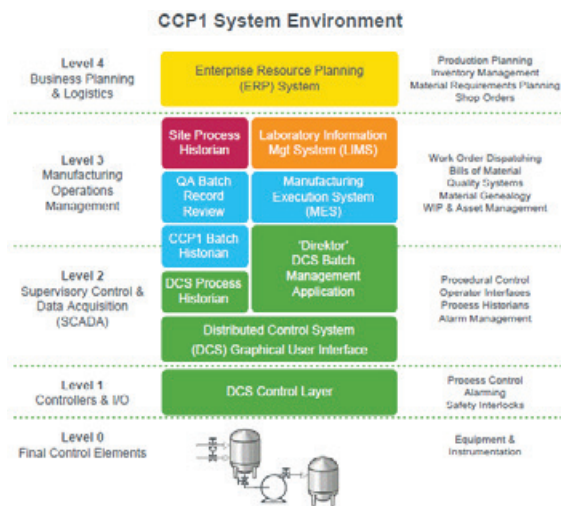 CCP1 System Environment
Level 4
Business Planning
& Logistics
Enterprise Resource Planning
(ERP) System
Production Planning
Inventory Management
Material Requirements Planning
Shop Orders
Level 3
Manufacturing
Operations
Management
Site Process
Historian
Laboratory Information
Mgt System (LIMS)
QA Batch
Record
Review
Manufacturing
Execution System
(MES)
Work Order Dispatching
Bills of Material
Quality Systems
Material Genealogy
WIP & Asset Management
CCP1 Batch
Historian
'Direktor'
DCS Batch
Management
Application
Level 2
Supervisory Control &
Data Acquisition
(SCADA)
DCS Process
Historian
Distributed Control System
(DCS) Graphical User Interface
Procedural Control
Operator Interfaces
Process Historians
Alarm Management
Level 1
Controllers & I/O
DCS Control Layer
Process Control
Alarming
Safety Interlocks
Level 0
Final Control Elements
Equipment &
Instrumentation